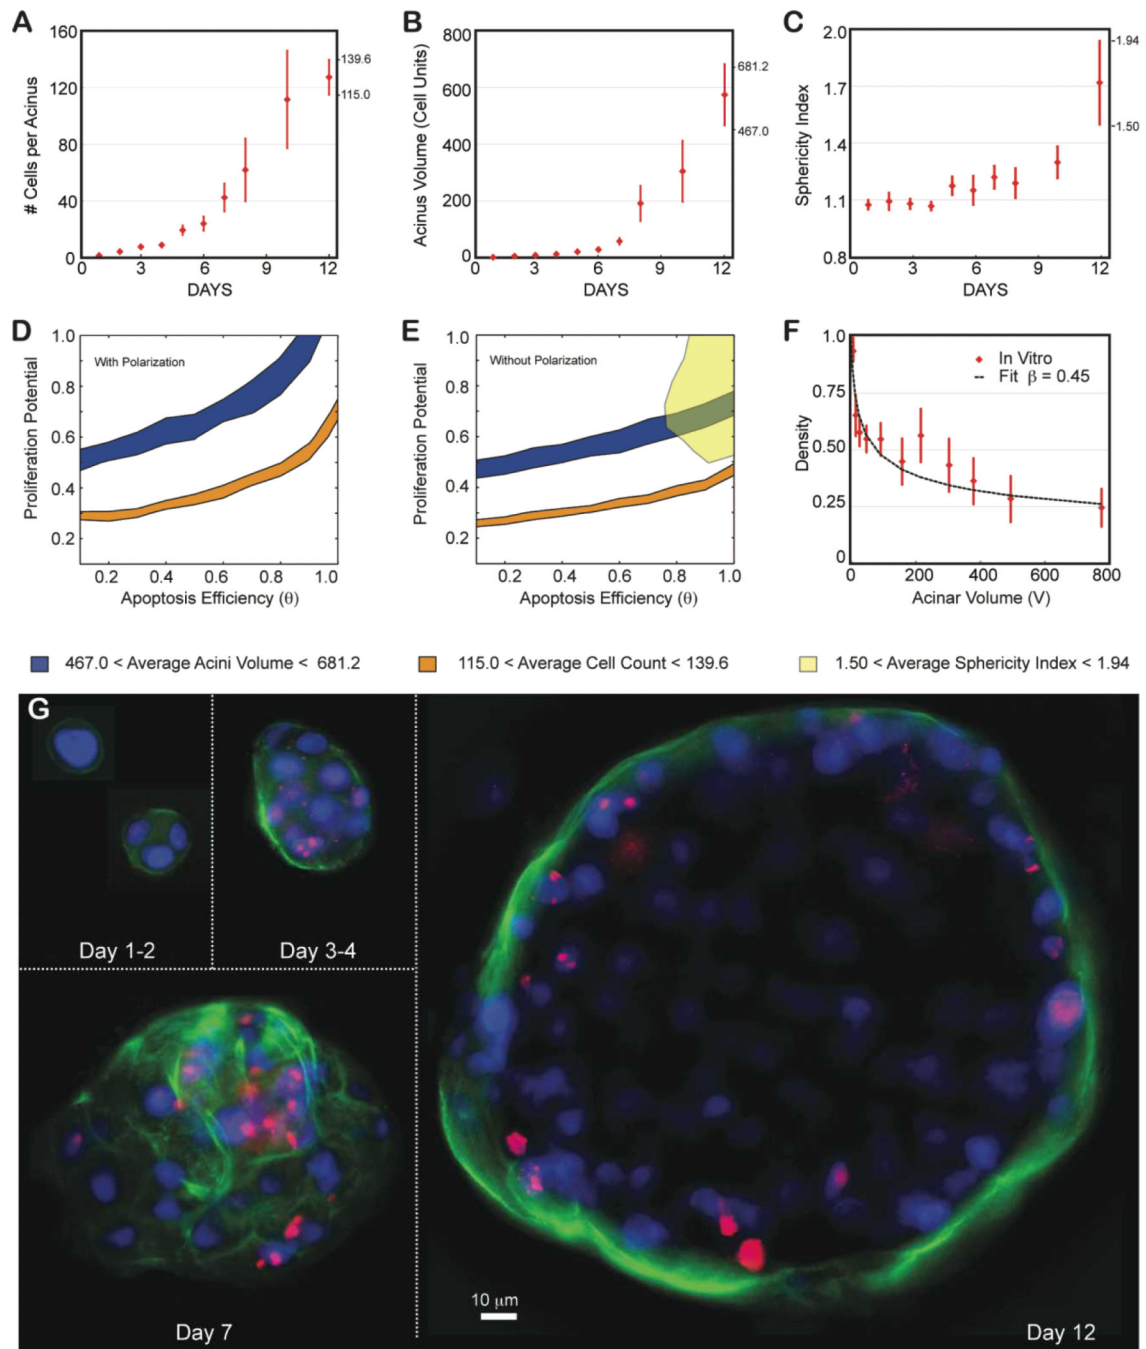 A
160
120
80
40
0
# Cells per Acinus
139.6
115.0
0 3 6 9 12
DAYS
B
800
600
400
200
0
Acinus Volume (Cell Units)
681.2
467.0
0 3 6 9 12
DAYS
C
2.0
1.7
1.4
1.1
0.8
Sphericity Index
1.94
1.50
0 3 6 9 12
DAYS
D
1.0
0.8
0.6
0.4
0.2
Proliferation Potential
With Polarization
0.2 0.4 0.6 0.8 1.0
Apoptosis Efficiency (θ)
E
1.0
0.8
0.6
0.4
0.2
Proliferation Potential
Without Polarization
0.2 0.4 0.6 0.8 1.0
Apoptosis Efficiency (θ)
F
1.0
0.75
0.50
0.25
0
Density
In Vitro
Fit β = 0.45
0 200 400 600 800
Acinar Volume (V)
467.0 < Average Acini Volume < 681.2
115.0 < Average Cell Count < 139.6
1.50 < Average Sphericity Index < 1.94
G
Day 1-2
Day 3-4
Day 7
10 μm
Day 12